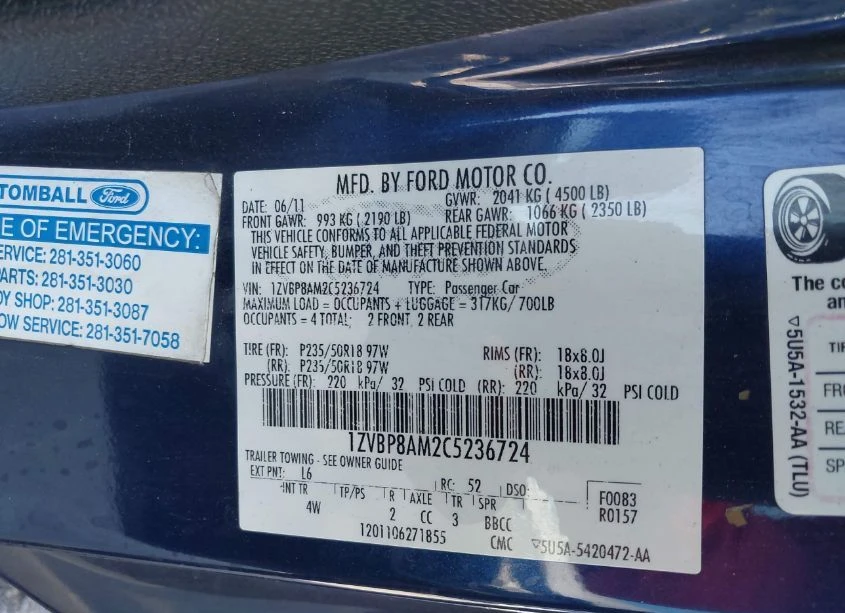 TOMBALL Ford
E OF EMERGENCY:
ERVICE: 281-351-3060
PARTS: 281-351-3030
DY SHOP: 281-351-3087
OW SERVICE: 281-351-7058
MFD. BY FORD MOTOR CO.
DATE: 06/11 GVWR: 2041 KG ( 4500 LB)
FRONT GAWR: 993 KG ( 2190 LB) REAR GAWR: 1066 KG ( 2350 LB)
THIS VEHICLE CONFORMS TO ALL APPLICABLE FEDERAL MOTOR
VEHICLE SAFETY, BUMPER, AND THEFT PREVENTION STANDARDS
IN EFFECT ON THE DATE OF MANUFACTURE SHOWN ABOVE.
VIN: 1ZVBP8AM2C5236724 TYPE: Passenger Car
MAXIMUM LOAD = OCCUPANTS + LUGGAGE = 317KG/ 700LB
OCCUPANTS = 4 TOTAL; 2 FRONT, 2 REAR
TIRE (FR): P235/50R18 97W RIMS (FR): 18x8.0J
(RR): P235/50R18 97W (RR): 18x8.0J
PRESSURE (FR): 220 kPa/ 32 PSI COLD (RR): 220 kPa/ 32 PSI COLD
1ZVBP8AM2C5236724
TRAILER TOWING - SEE OWNER GUIDE
EXT PNT: L6 RC: 52 DSO: F0083
INT TR TP/PS R AXLE TR SPR R0157
4W 2 CC 3 BBCC
1201106271855 CMC ▽5U5A-5420472-AA
The co
an
TI
FRO
REA
SP
▽5U5A-1532-AA (TLU)